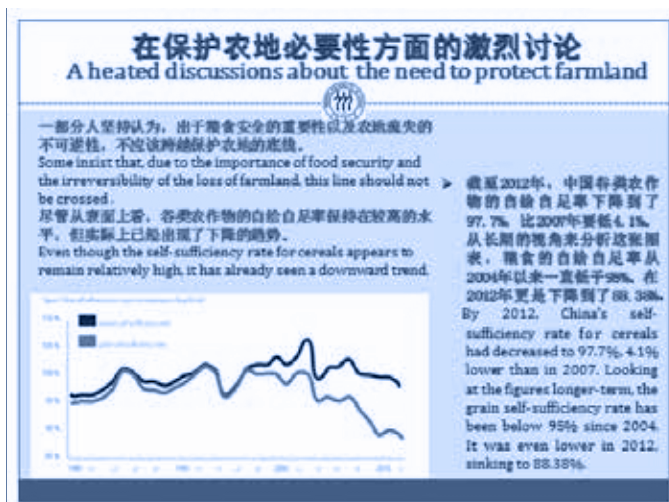 在保护农地必要性方面的激烈讨论
A heated discussions about the need to protect farmland
一部分人坚持认为，出于粮食安全的重要性以及农地流失的
不可逆性，不应该跨越保护农地的底线。
Some insist that, due to the importance of food security and
the irreversibility of the loss of farmland, this line should not
be crossed.
尽管从表面上看，各类农作物的自给自足率保持在较高的水
平，但实际上已经出现了下降的趋势。
Even though the self-sufficiency rate for cereals appears to
remain relatively high, it has already seen a downward trend.
截至2012年，中国各类农作
物的自给自足率下降到了
97.7%，比2007年要低4.1%。
从长期的视角来分析这张图
表，粮食的自给自足率从
2004年以来一直低于95%，在
2012年更是下降到了88.38%。
By 2012, China's self-
sufficiency rate for cereals
had decreased to 97.7%, 4.1%
lower than in 2007. Looking
at the figures longer-term, the
grain self-sufficiency rate has
been below 95% since 2004.
It was even lower in 2012,
sinking to 88.38%.